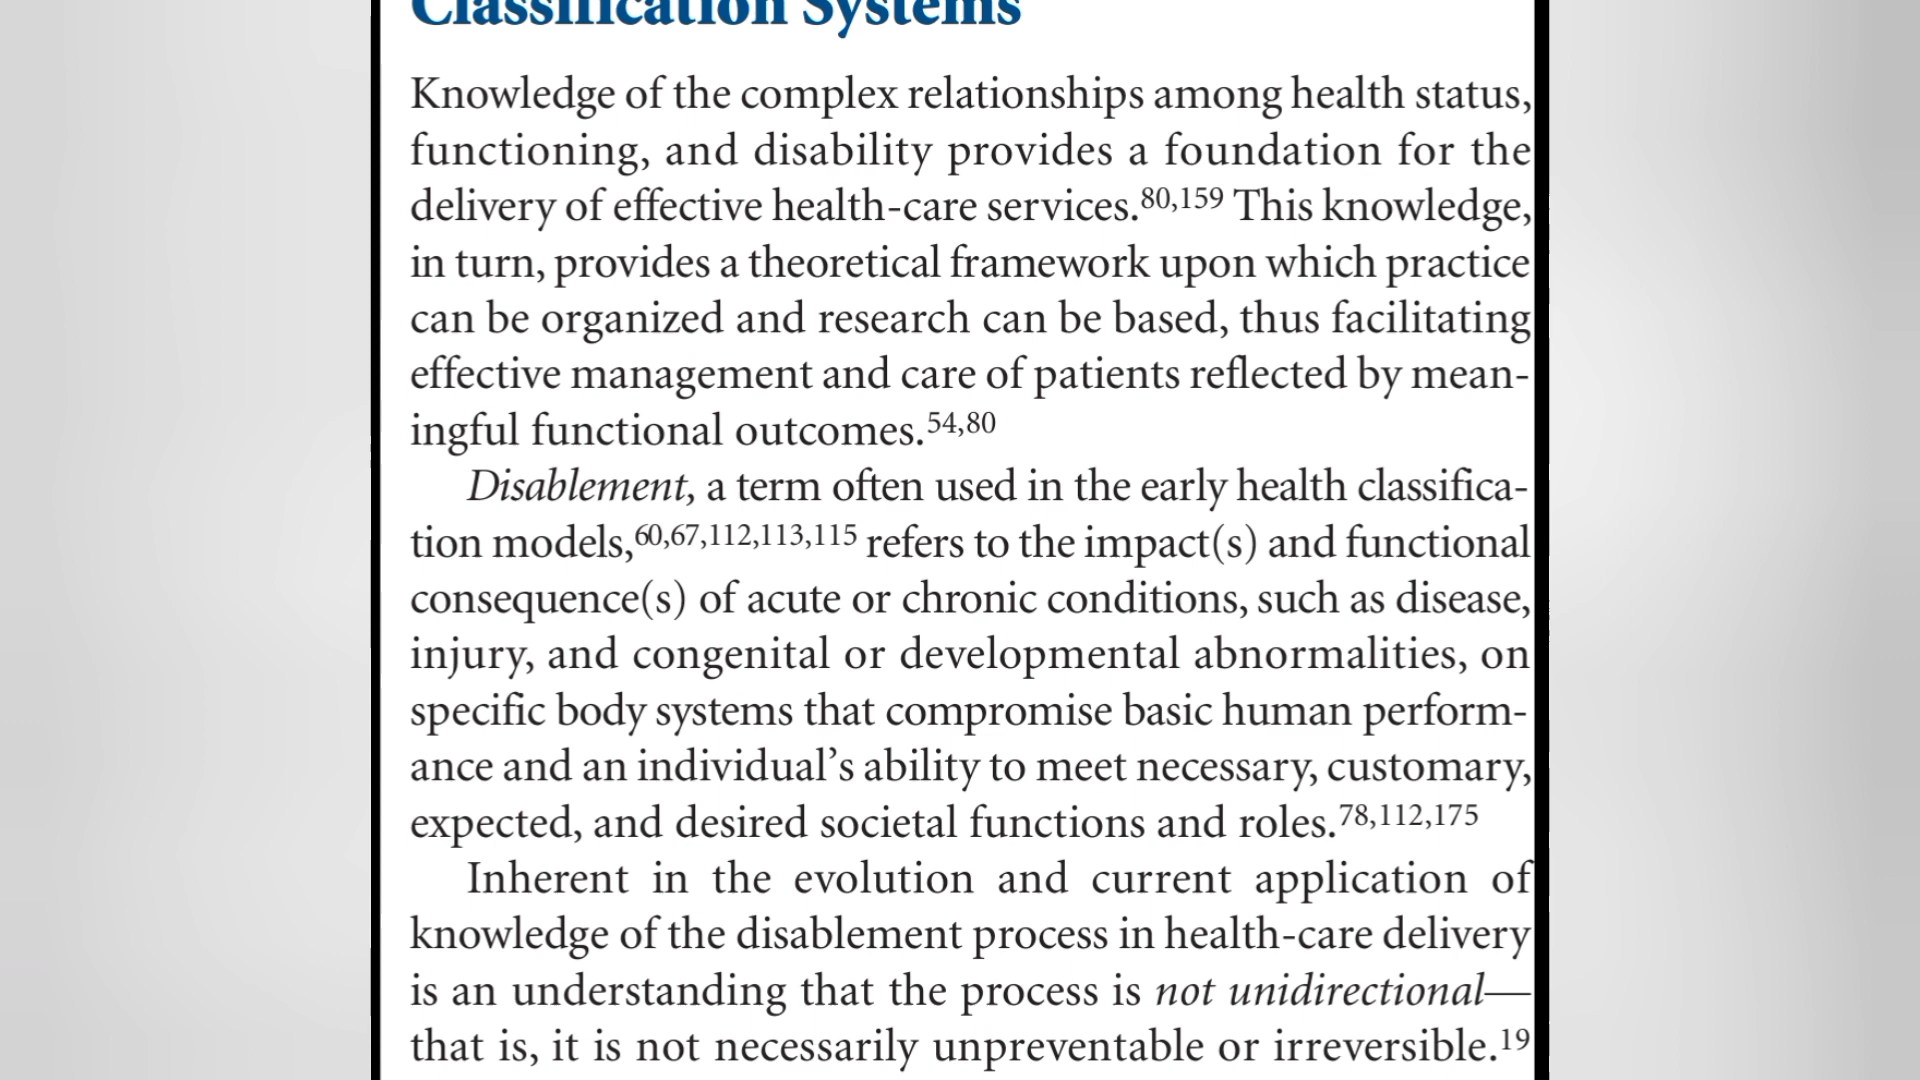 Classification Systems
Knowledge of the complex relationships among health status,
functioning, and disability provides a foundation for the
delivery of effective health-care services.80,159 This knowledge,
in turn, provides a theoretical framework upon which practice
can be organized and research can be based, thus facilitating
effective management and care of patients reflected by mean-
ingful functional outcomes.54,80
Disablement, a term often used in the early health classifica-
tion models,60,67,112,113,115 refers to the impact(s) and functional
consequence(s) of acute or chronic conditions, such as disease,
injury, and congenital or developmental abnormalities, on
specific body systems that compromise basic human perform-
ance and an individual’s ability to meet necessary, customary,
expected, and desired societal functions and roles.78,112,175
Inherent in the evolution and current application of
knowledge of the disablement process in health-care delivery
is an understanding that the process is not unidirectional—
that is, it is not necessarily unpreventable or irreversible.19